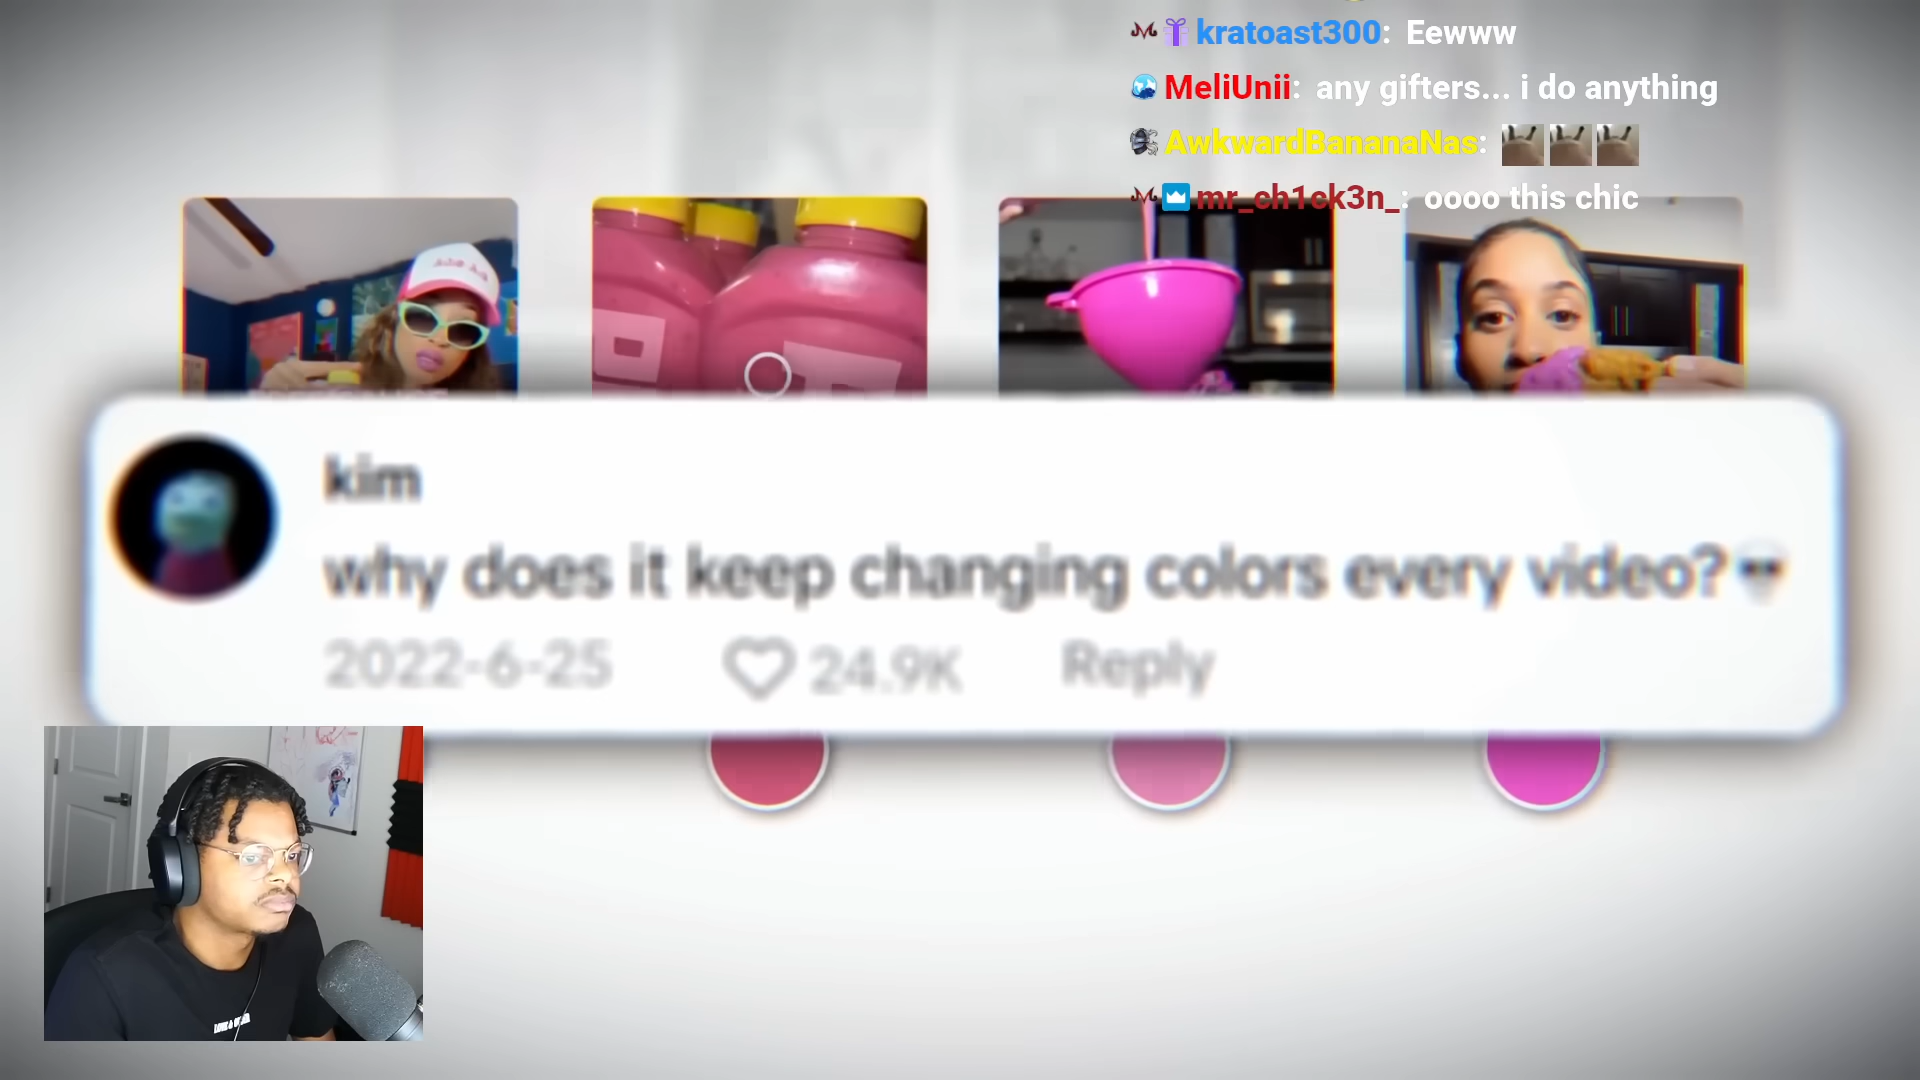 kratoast300: Eewww
MeliUnii: any gifters... i do anything
AwkwardBananaNas:
mr_ch1ck3n_: oooo this chic
kim
why does it keep changing colors every video?💀
2022-6-25 24.9K Reply